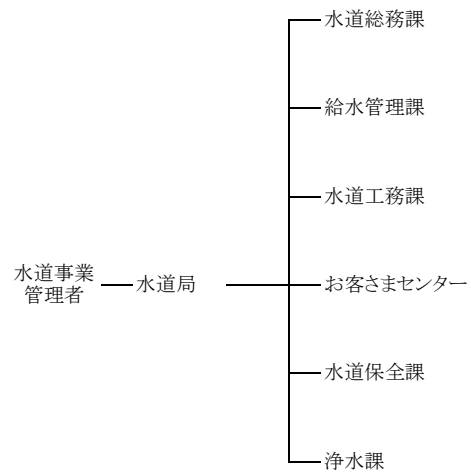 水道総務課
給水管理課
水道工務課
水道事業
管理者
水道局
お客さまセンター
水道保全課
浄水課